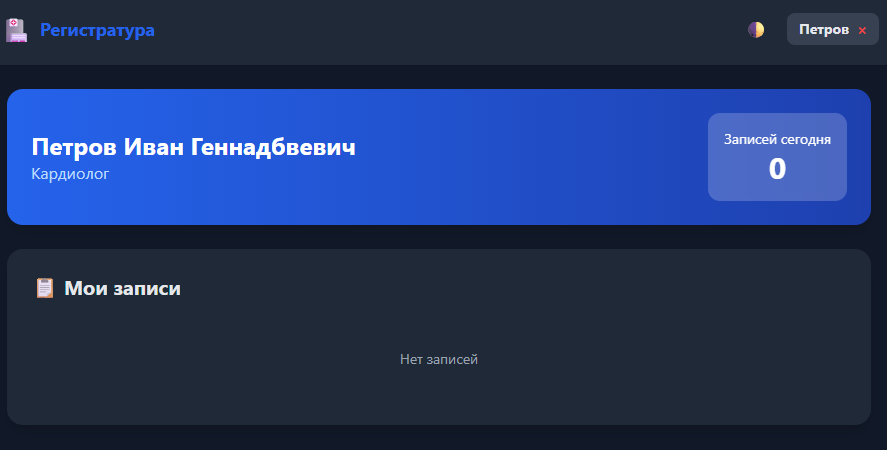 Регистратура
Петров ×
Петров Иван Геннадбвевич
Кардиолог
Записей сегодня
0
Мои записи
Нет записей